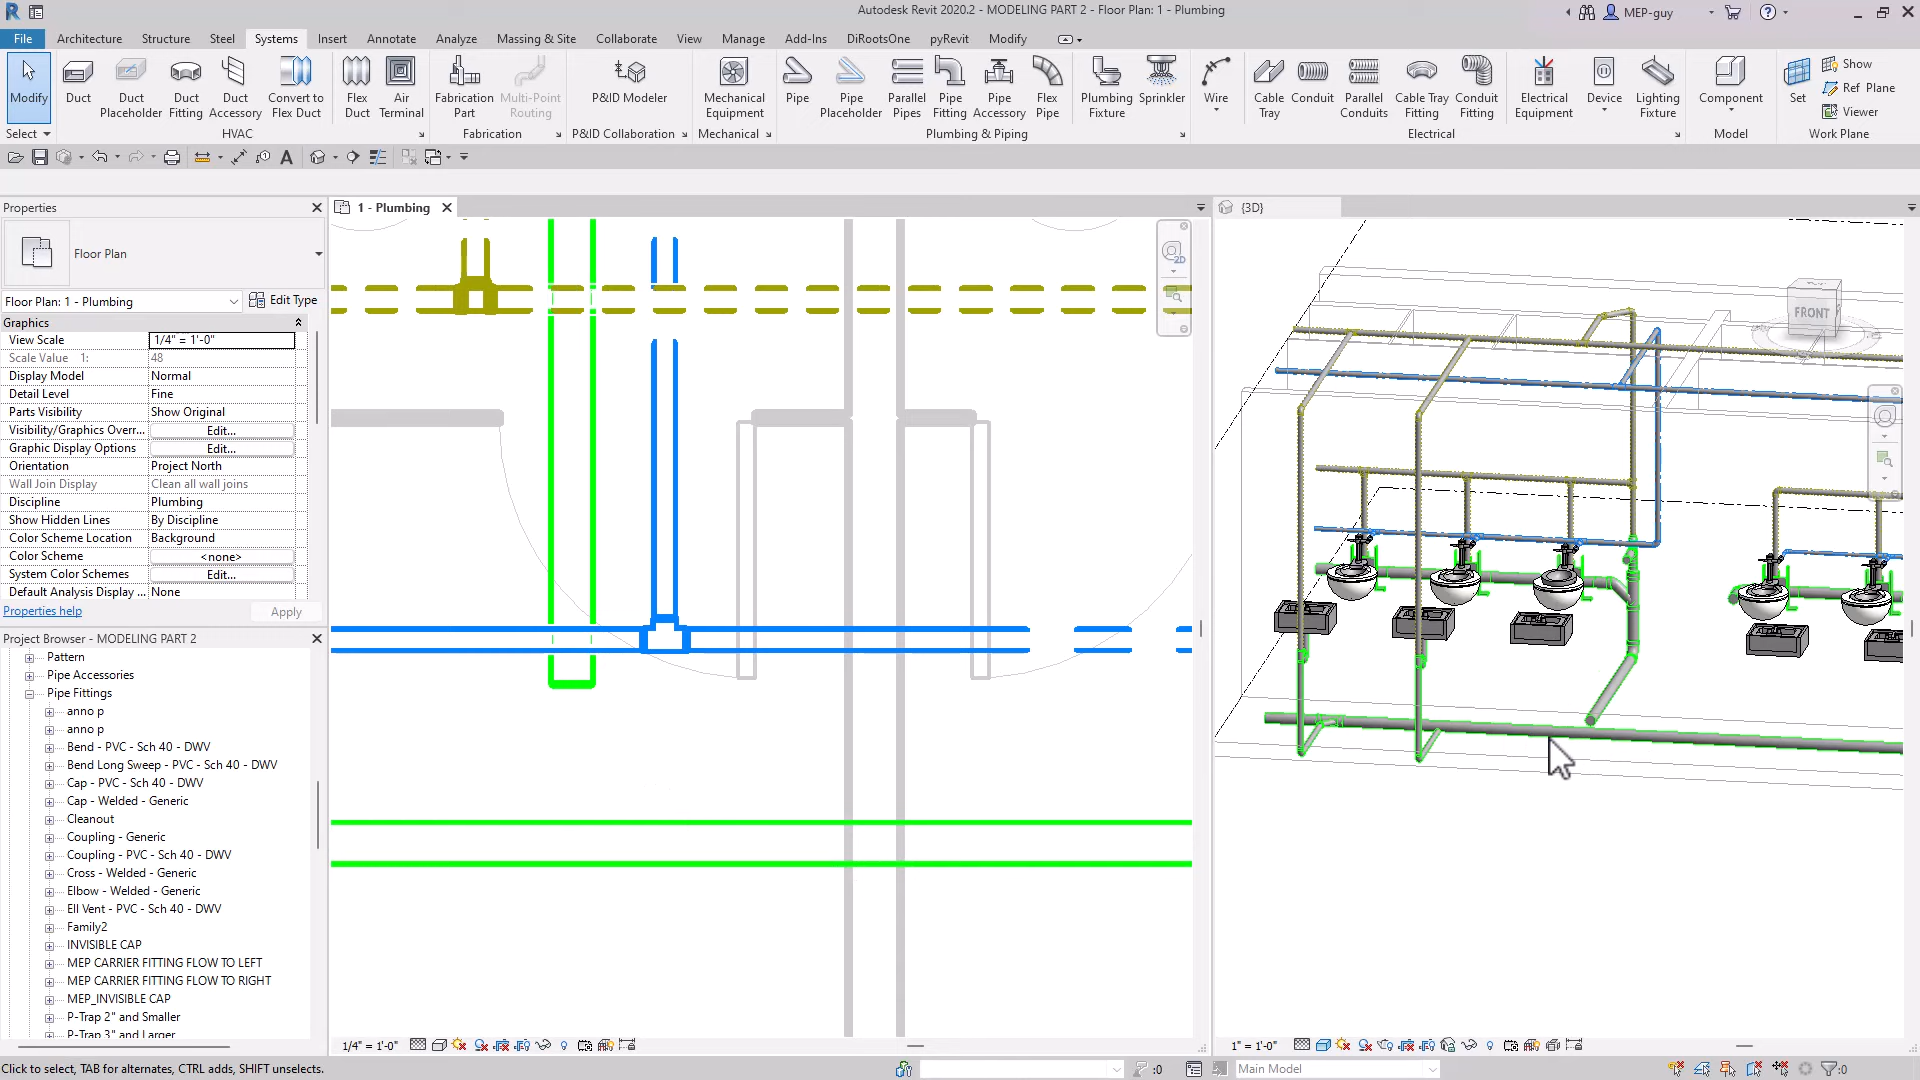 Autodesk Revit 2020.2 - MODELING PART 2 - Floor Plan: 1 - Plumbing
MEP-guy
File Architecture Structure Steel Systems Insert Annotate Analyze Massing & Site Collaborate View Manage Add-Ins DiRootsOne pyRevit Modify
Modify
Duct
Duct Placeholder
Duct Fitting
Duct Accessory
Convert to Flex Duct
Flex Duct
Air Terminal
Fabrication Part
Multi-Point Routing
P&ID Modeler
Mechanical Equipment
Pipe
Pipe Placeholder
Parallel Pipes
Pipe Fitting
Pipe Accessory
Flex Pipe
Plumbing Fixture
Sprinkler
Wire
Cable Tray
Conduit
Parallel Conduits
Cable Tray Fitting
Conduit Fitting
Electrical Equipment
Device
Lighting Fixture
Component
Set
Show
Ref Plane
Viewer
Select HVAC Fabrication P&ID Collaboration Mechanical Plumbing & Piping Electrical Model Work Plane
Properties
Floor Plan
Floor Plan: 1 - Plumbing Edit Type
Graphics
View Scale 1/4" = 1'-0"
Scale Value 1: 48
Display Model Normal
Detail Level Fine
Parts Visibility Show Original
Visibility/Graphics Overr... Edit...
Graphic Display Options Edit...
Orientation Project North
Wall Join Display Clean all wall joins
Discipline Plumbing
Show Hidden Lines By Discipline
Color Scheme Location Background
Color Scheme <none>
System Color Schemes Edit...
Default Analysis Display ... None
Properties help Apply
Project Browser - MODELING PART 2
Pattern
Pipe Accessories
Pipe Fittings
anno p
anno p
Bend - PVC - Sch 40 - DWV
Bend Long Sweep - PVC - Sch 40 - DWV
Cap - PVC - Sch 40 - DWV
Cap - Welded - Generic
Cleanout
Coupling - Generic
Coupling - PVC - Sch 40 - DWV
Cross - Welded - Generic
Elbow - Welded - Generic
Ell Vent - PVC - Sch 40 - DWV
Family2
INVISIBLE CAP
MEP CARRIER FITTING FLOW TO LEFT
MEP CARRIER FITTING FLOW TO RIGHT
MEP_INVISIBLE CAP
P-Trap 2" and Smaller
P-Trap 3" and Larger
1 - Plumbing
2D
1/4" = 1'-0"
{3D}
FRONT
1" = 1'-0"
Click to select, TAB for alternates, CTRL adds, SHIFT unselects.
:0
Main Model
:0